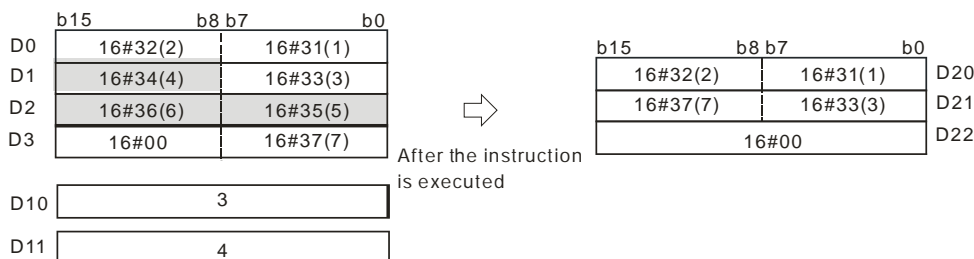 b15 b8 b7 b0
D0 16#32(2) 16#31(1)
D1 16#34(4) 16#33(3)
D2 16#36(6) 16#35(5)
D3 16#00 16#37(7)
D10 3
D11 4
After the instruction
is executed
b15 b8 b7 b0
16#32(2) 16#31(1) D20
16#37(7) 16#33(3) D21
16#00 D22